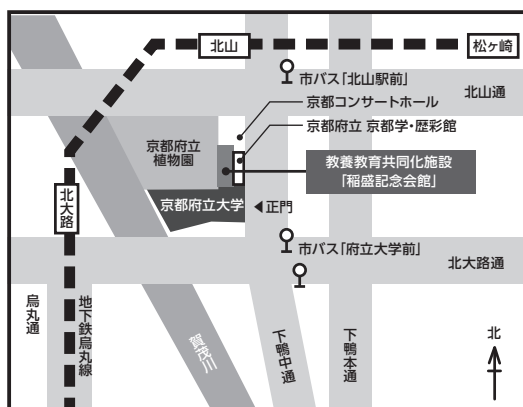 北山
松ヶ崎
市バス「北山駅前」
北山通
京都コンサートホール
京都府立 京都学・歴彩館
京都府立
植物園
教養教育共同化施設
「稲盛記念会館」
北大路
京都府立大学
◀正門
市バス「府立大学前」
北大路通
烏丸通
地下鉄烏丸線
賀茂川
下鴨中通
下鴨本通
北